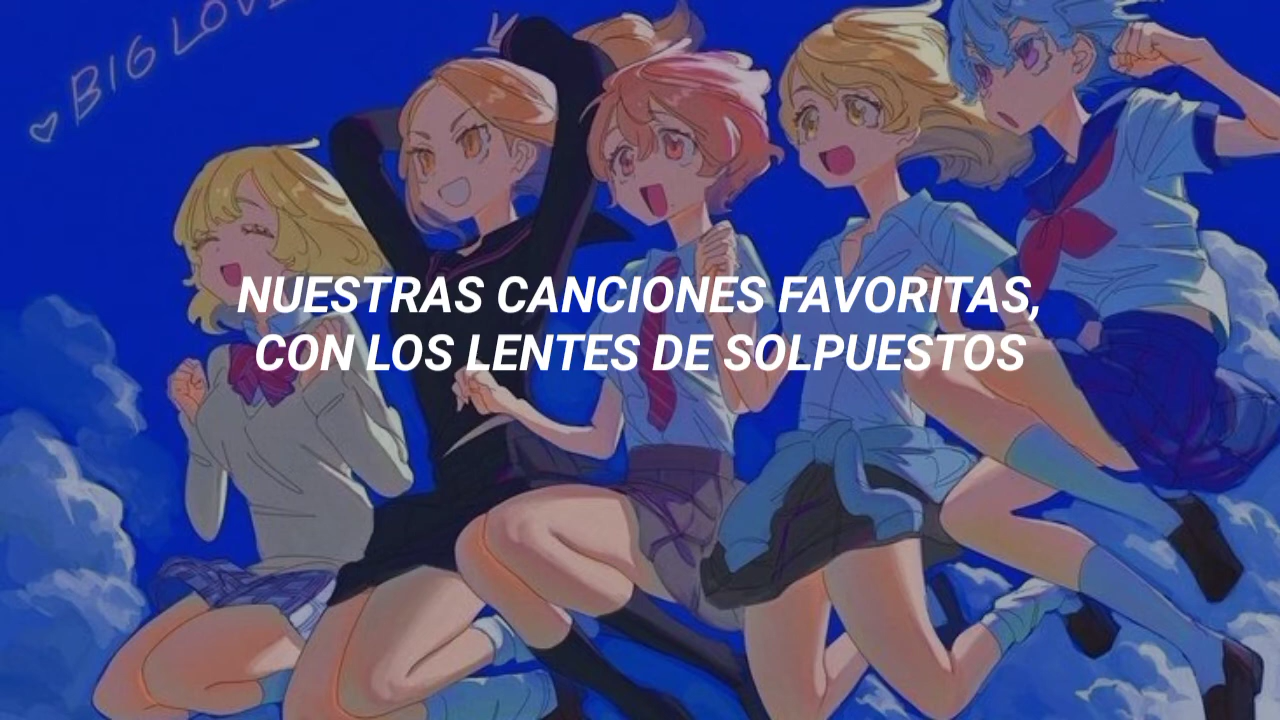 ♡ BIG LOVE
NUESTRAS CANCIONES FAVORITAS,
CON LOS LENTES DE SOLPUESTOS